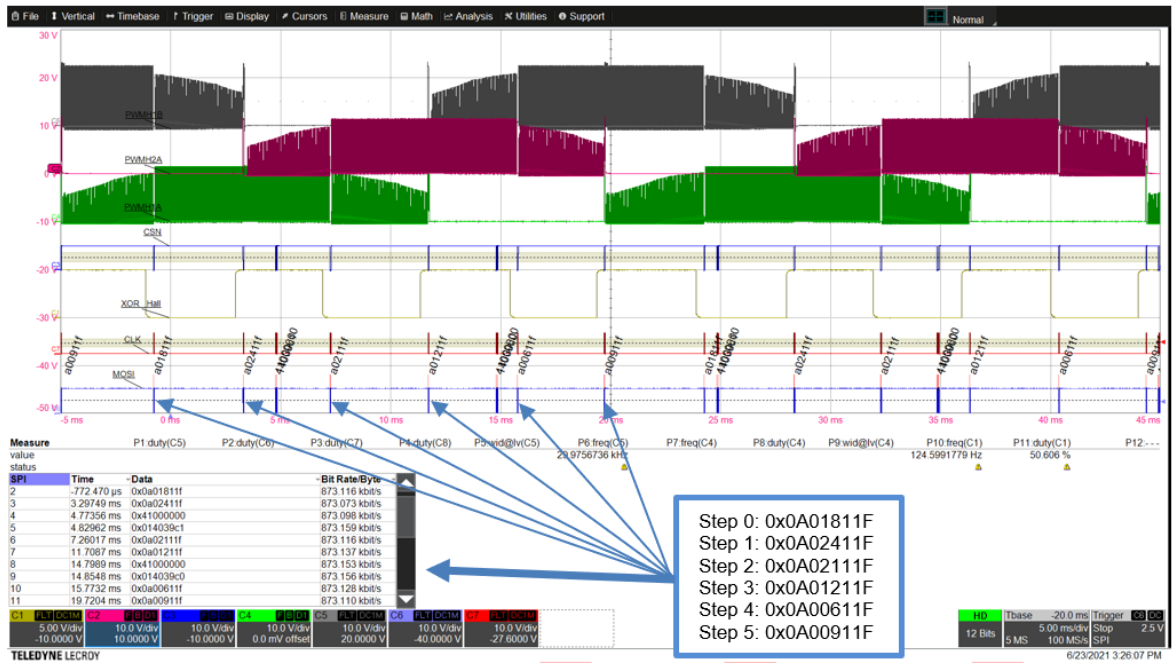 File Vertical Timebase Trigger Display Cursors Measure Math Analysis Utilities Support Normal
30 V
20 V
PWMH1B
10 V
PWMH2A
0 V
PWMH1A
-10 V
CSN
-20 V
XOR_Hall
-30 V
CLK
-40 V
a00911f a01811f a02411f a02111f a01211f a00611f a00911f a02411f a02111f a01211f a00611f
MOSI
-50 V
-5 ms 0 ms 5 ms 10 ms 15 ms 20 ms 25 ms 30 ms 35 ms 40 ms 45 ms
Measure P1:duty(C5) P2:duty(C6) P3:duty(C7) P4:duty(C8) P5:wid@lv(C5) P6:freq(C5) P7:freq(C4) P8:duty(C4) P9:wid@lv(C4) P10:freq(C1) P11:duty(C1) P12:- - -
value 29.9756736 kHz 124.5991779 Hz 50.606 %
status
SPI Time Data Bit Rate/Byte
2 -772.470 µs 0x0a01811f 873.116 kbit/s
3 3.29749 ms 0x0a02411f 873.073 kbit/s
4 4.77356 ms 0x41000000 873.098 kbit/s
5 4.82962 ms 0x014039c1 873.159 kbit/s
6 7.26017 ms 0x0a02111f 873.116 kbit/s
7 11.7087 ms 0x0a01211f 873.137 kbit/s
8 14.7989 ms 0x41000000 873.153 kbit/s
9 14.8548 ms 0x014039c0 873.156 kbit/s
10 15.7732 ms 0x0a00611f 873.128 kbit/s
11 19.7204 ms 0x0a00911f 873.110 kbit/s
Step 0: 0x0A01811F
Step 1: 0x0A02411F
Step 2: 0x0A02111F
Step 3: 0x0A01211F
Step 4: 0x0A00611F
Step 5: 0x0A00911F
C1 FLT DC1M C2 C3 C4 C5 FLT DC1M C6 FLT DC1M C7 FLT DC1M HD Tbase -20.0 ms Trigger C6 DC
5.00 V/div 10.0 V/div 10.0 V/div 10.0 V/div 10.0 V/div 10.0 V/div 10.0 V/div 12 Bits 5.00 ms/div Stop 2.5 V
-10.0000 V 10.0000 V -10.0000 V 0.0 mV offset 20.0000 V -40.0000 V -27.6000 V 5 MS 100 MS/s SPI
TELEDYNE LECROY 6/23/2021 3:26:07 PM